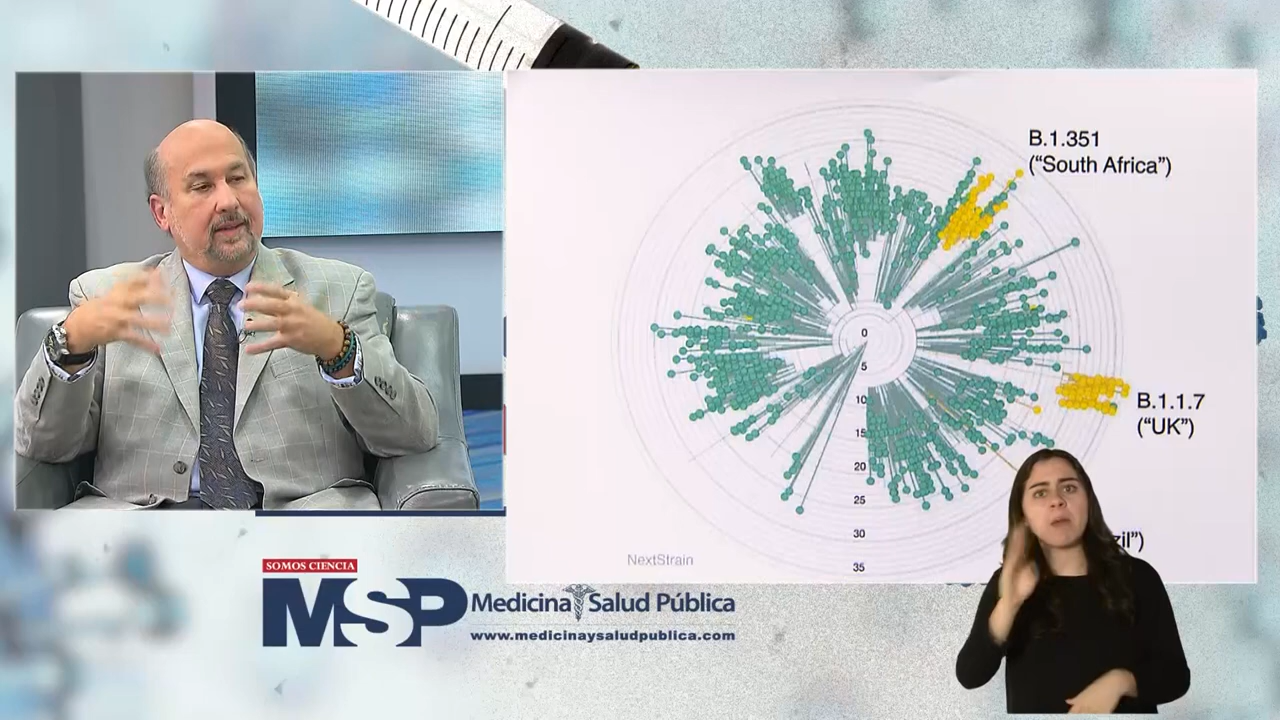 B.1.351
("South Africa")
0
5
10
15
20
25
30
35
B.1.1.7
("UK")
zil")
NextStrain
SOMOS CIENCIA
MSP
Medicina Salud Pública
www.medicinaysaludpublica.com